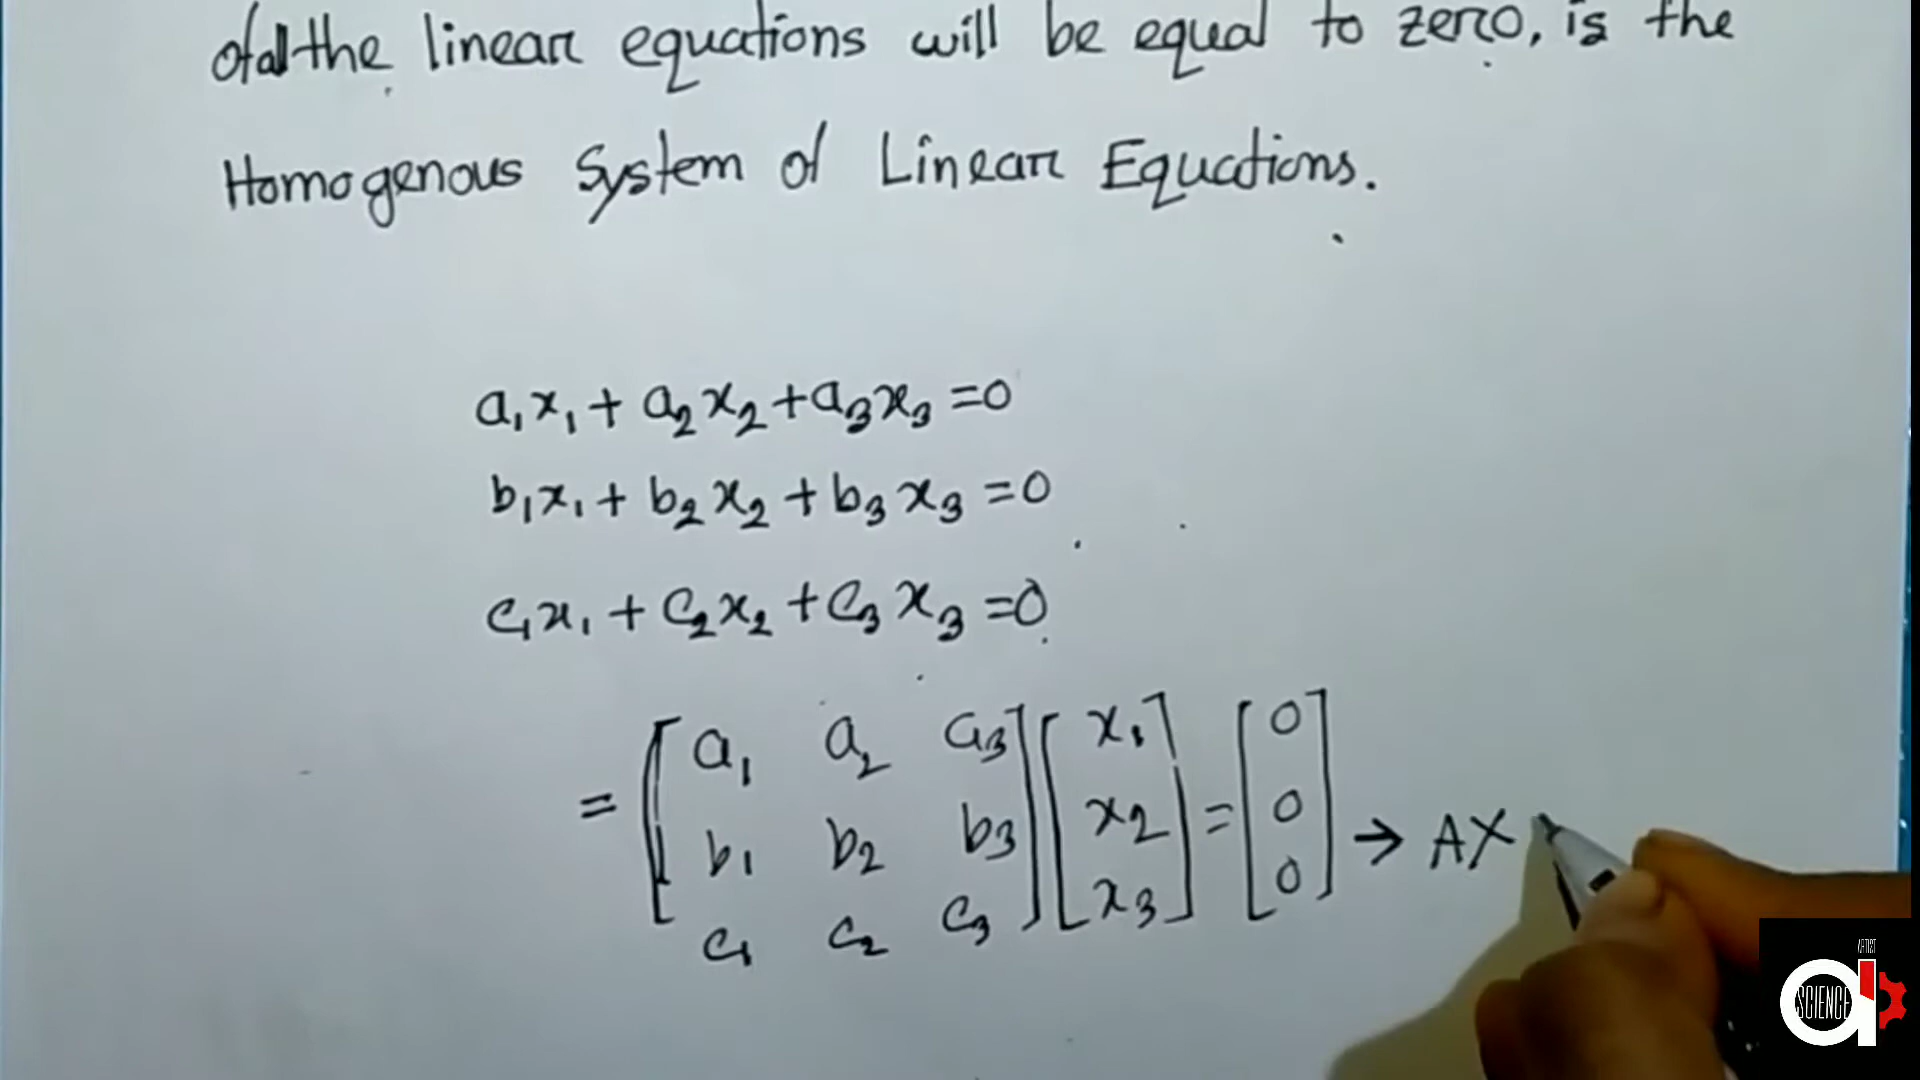 of all the linear equations will be equal to zero, is the
Homogenous System of Linear Equations.
a₁x₁ + a₂x₂ + a₃x₃ = 0
b₁x₁ + b₂x₂ + b₃x₃ = 0
c₁x₁ + c₂x₂ + c₃x₃ = 0
= [a₁ a₂ a₃ b₁ b₂ b₃ c₁ c₂ c₃] [x₁ x₂ x₃] = [0 0 0] → AX
ARTIST
SCIENCE